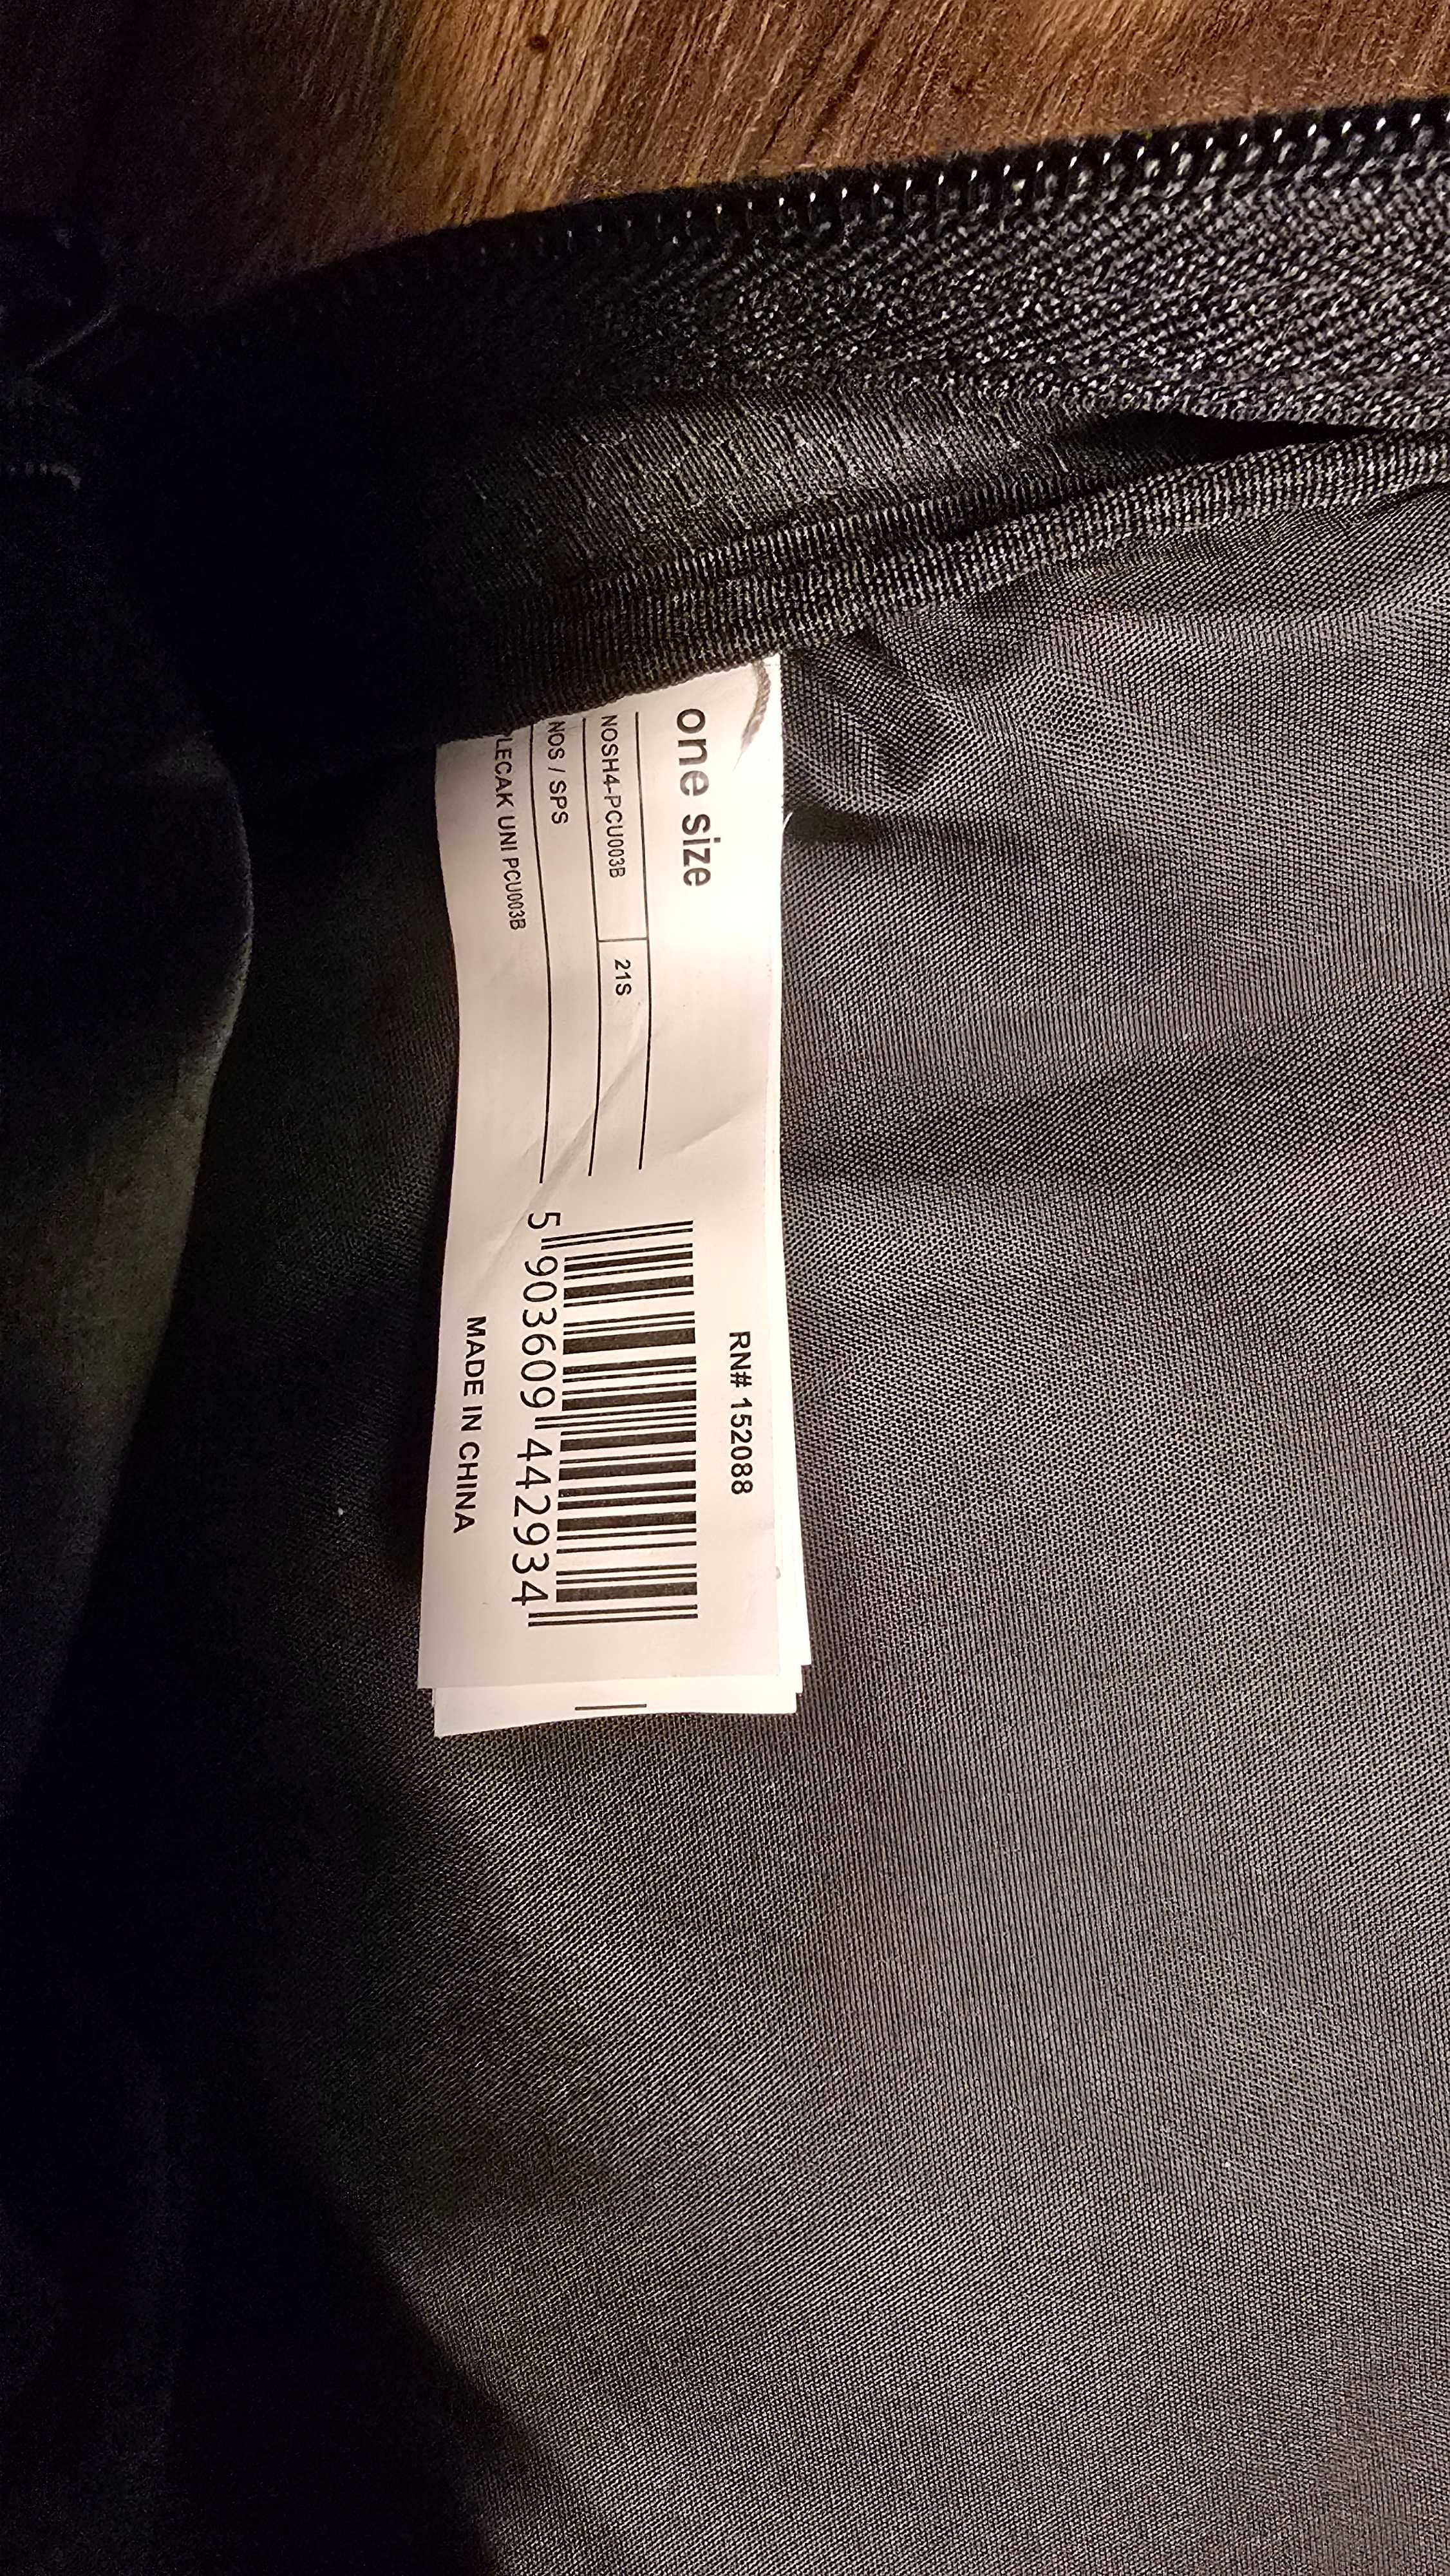 RN# 152088
one size
NOSH4-PCU003B 21S
NOS / SPS
PLECAK UNI PCU003B
5 903609 442934
MADE IN CHINA